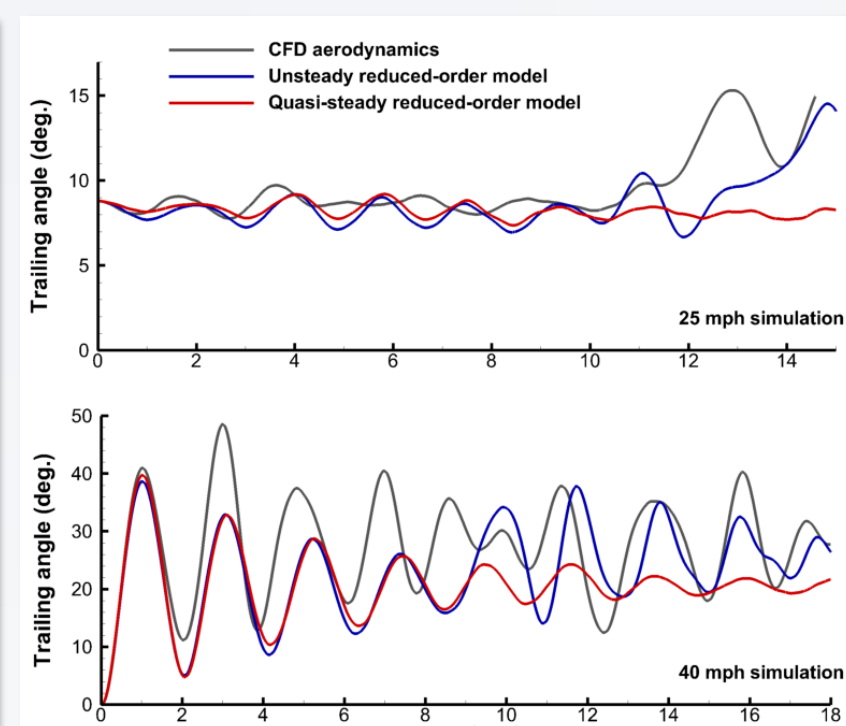 CFD aerodynamics
Unsteady reduced-order model
Quasi-steady reduced-order model
Trailing angle (deg.)
15
10
5
0
25 mph simulation
0 2 4 6 8 10 12 14
Trailing angle (deg.)
50
40
30
20
10
0
40 mph simulation
0 2 4 6 8 10 12 14 16 18